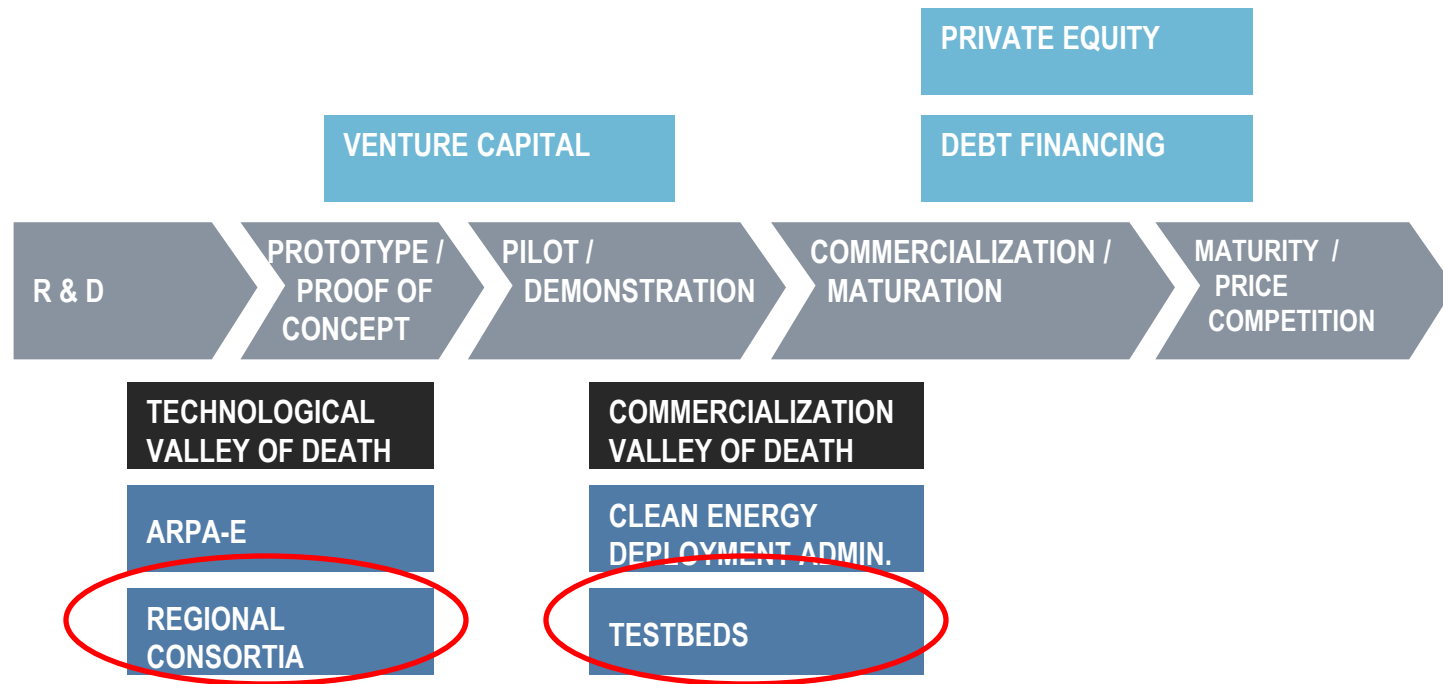 PRIVATE EQUITY
VENTURE CAPITAL
DEBT FINANCING
R & D
PROTOTYPE /
PROOF OF
CONCEPT
PILOT /
DEMONSTRATION
COMMERCIALIZATION /
MATURATION
MATURITY /
PRICE
COMPETITION
TECHNOLOGICAL
VALLEY OF DEATH
COMMERCIALIZATION
VALLEY OF DEATH
ARPA-E
CLEAN ENERGY
DEPLOYMENT ADMIN.
REGIONAL
CONSORTIA
TESTBEDS